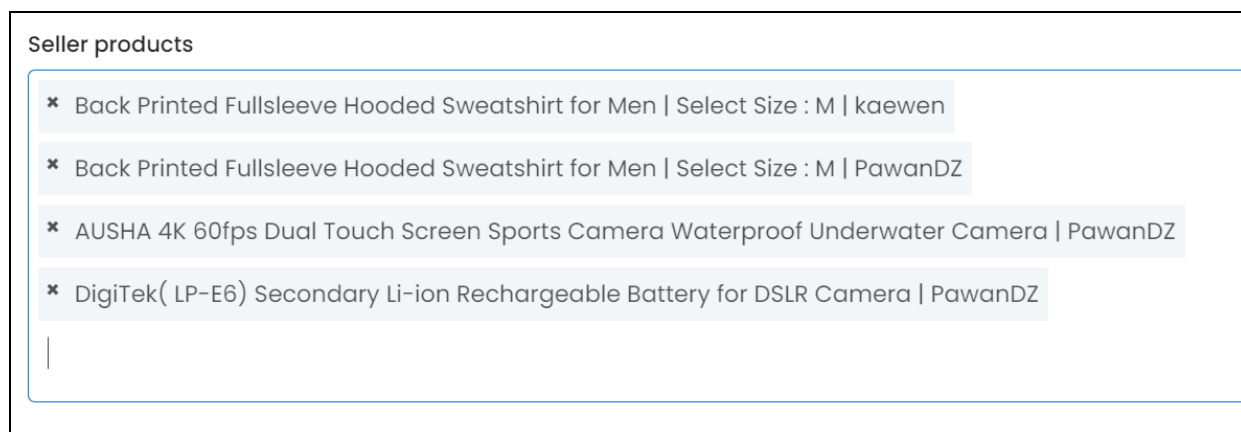 Seller products
× Back Printed Fullsleeve Hooded Sweatshirt for Men | Select Size : M | kaewen
× Back Printed Fullsleeve Hooded Sweatshirt for Men | Select Size : M | PawanDZ
× AUSHA 4K 60fps Dual Touch Screen Sports Camera Waterproof Underwater Camera | PawanDZ
× DigiTek( LP-E6) Secondary Li-ion Rechargeable Battery for DSLR Camera | PawanDZ